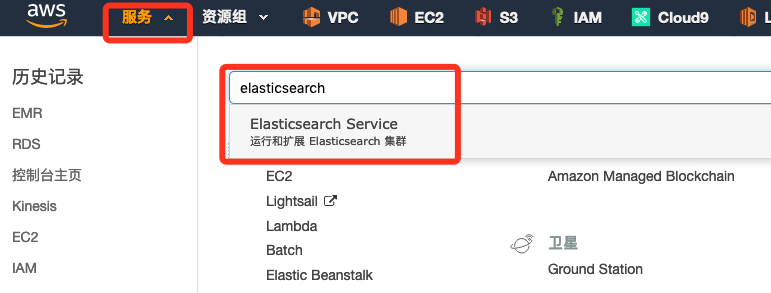 aws 服务 资源组 VPC EC2 S3 IAM Cloud9
历史记录
EMR
RDS
控制台主页
Kinesis
EC2
IAM
elasticsearch
Elasticsearch Service
运行和扩展 Elasticsearch 集群
EC2
Lightsail
Lambda
Batch
Elastic Beanstalk
Amazon Managed Blockchain
卫星
Ground Station